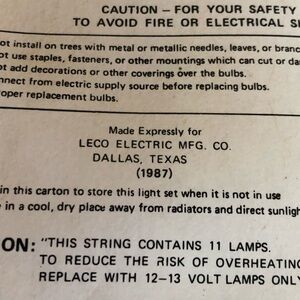 CAUTION – FOR YOUR SAFETY
TO AVOID FIRE OR ELECTRICAL
ot install on trees with metal or metallic needles, leaves, or branc
ot use staples, fasteners, or other mountings which can cut or da
ot add decorations or other coverings over the bulbs.
nnect from electric supply source before replacing bulbs.
roper replacement bulbs.
Made Expressly for
LECO ELECTRIC MFG. CO.
DALLAS, TEXAS
(1987)
in this carton to store this light set when it is not in use
in a cool, dry place away from radiators and direct sunligh
ON: "THIS STRING CONTAINS 11 LAMPS.
TO REDUCE THE RISK OF OVERHEATING
REPLACE WITH 12–13 VOLT LAMPS ONLY